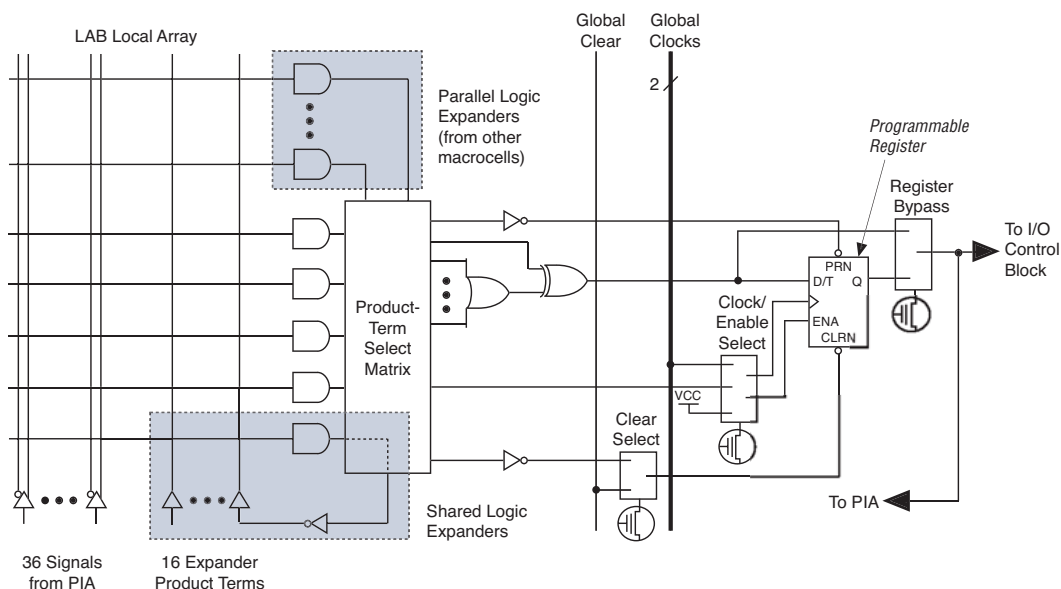 LAB Local Array
Global
Clear
Global
Clocks
2
Parallel Logic
Expanders
(from other
macrocells)
Programmable
Register
Register
Bypass
To I/O
Control
Block
PRN
D/T
Q
ENA
CLRN
Product-
Term
Select
Matrix
Clock/
Enable
Select
VCC
Clear
Select
To PIA
Shared Logic
Expanders
36 Signals
from PIA
16 Expander
Product Terms